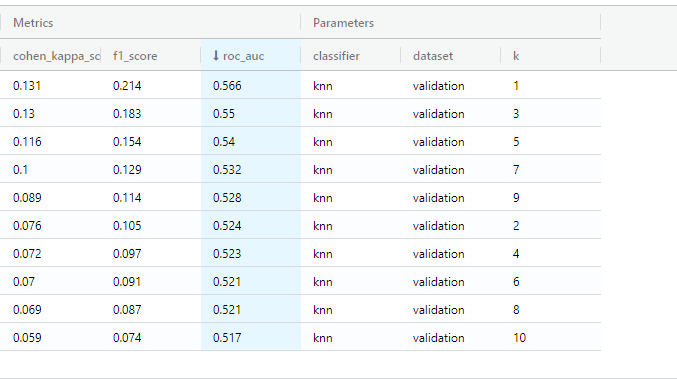 Metrics Parameters
cohen_kappa_sc f1_score ↓ roc_auc classifier dataset k
0.131 0.214 0.566 knn validation 1
0.13 0.183 0.55 knn validation 3
0.116 0.154 0.54 knn validation 5
0.1 0.129 0.532 knn validation 7
0.089 0.114 0.528 knn validation 9
0.076 0.105 0.524 knn validation 2
0.072 0.097 0.523 knn validation 4
0.07 0.091 0.521 knn validation 6
0.069 0.087 0.521 knn validation 8
0.059 0.074 0.517 knn validation 10